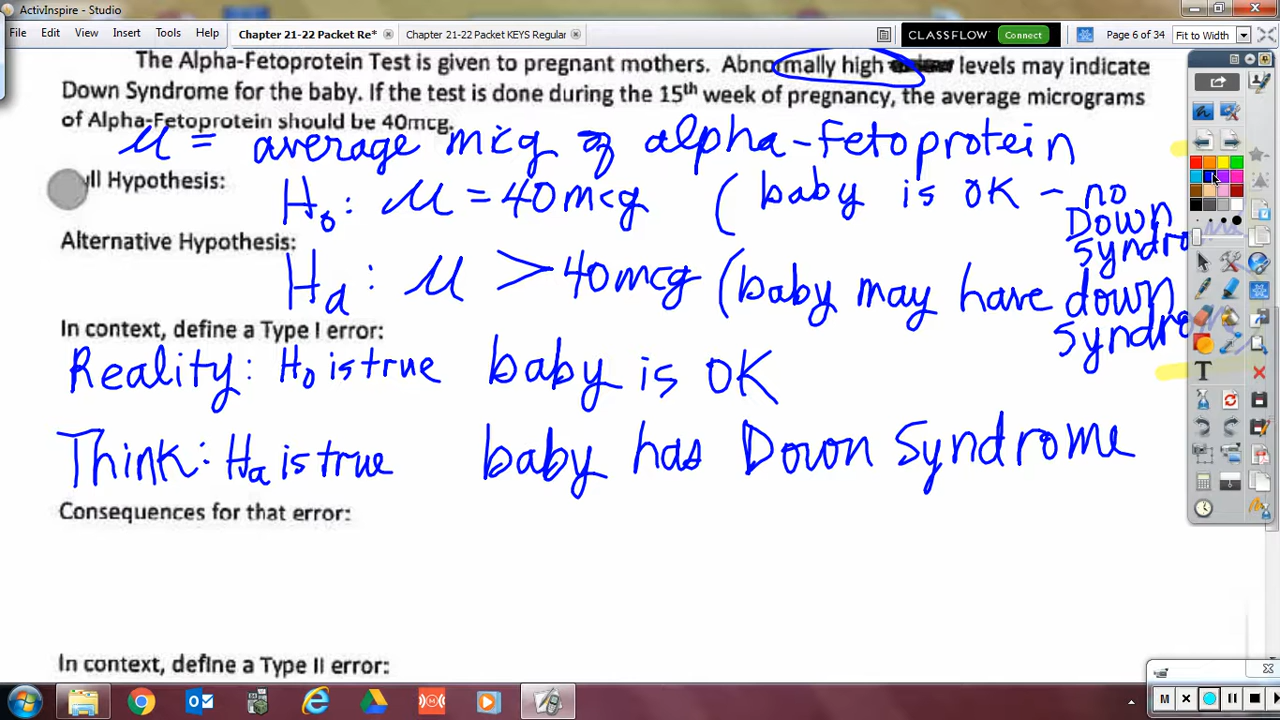 ActivInspire - Studio
File Edit View Insert Tools Help
Chapter 21-22 Packet Re* Chapter 21-22 Packet KEYS Regular
CLASSFLOW Connect
Page 6 of 34 Fit to Width
The Alpha-Fetoprotein Test is given to pregnant mothers. Abnormally high levels may indicate
Down Syndrome for the baby. If the test is done during the 15th week of pregnancy, the average micrograms
of Alpha-Fetoprotein should be 40mcg.
μ = average mcg of alpha-fetoprotein
ll Hypothesis:
H₀: μ = 40mcg (baby is OK - no
Down
Syndro
Alternative Hypothesis:
Ha: μ > 40mcg (baby may have down
syndro
In context, define a Type I error:
Reality: H₀ is true baby is OK
Think: Ha is true baby has Down Syndrome
Consequences for that error:
In context, define a Type II error:
T
M